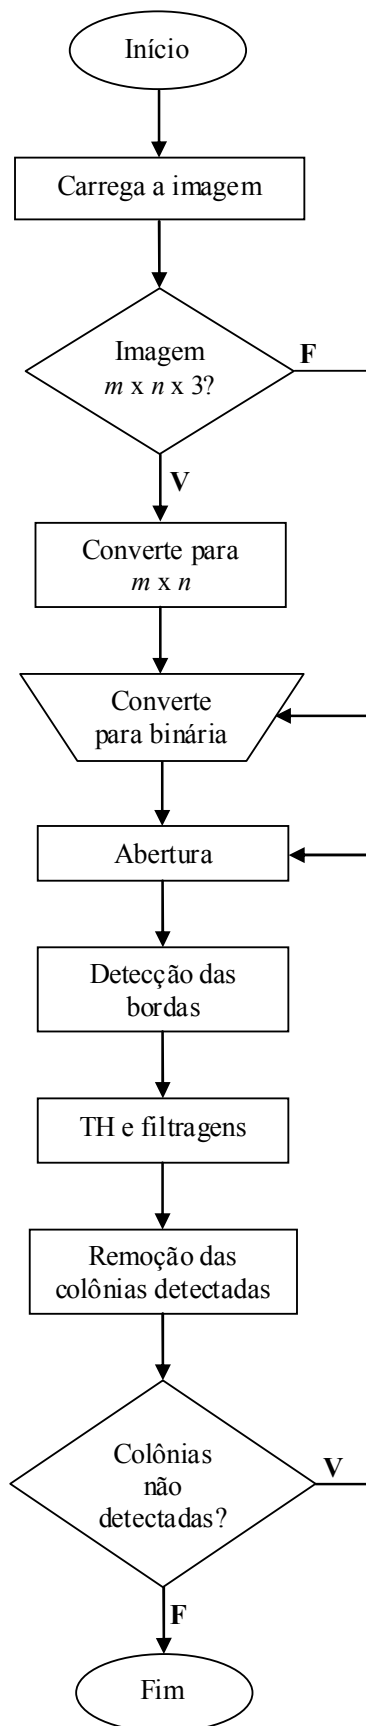 Início
Carrega a imagem
Imagem
m x n x 3?
F
V
Converte para
m x n
Converte
para binária
Abertura
Detecção das
bordas
TH e filtragens
Remoção das
colônias detectadas
Colônias
não
detectadas?
V
F
Fim